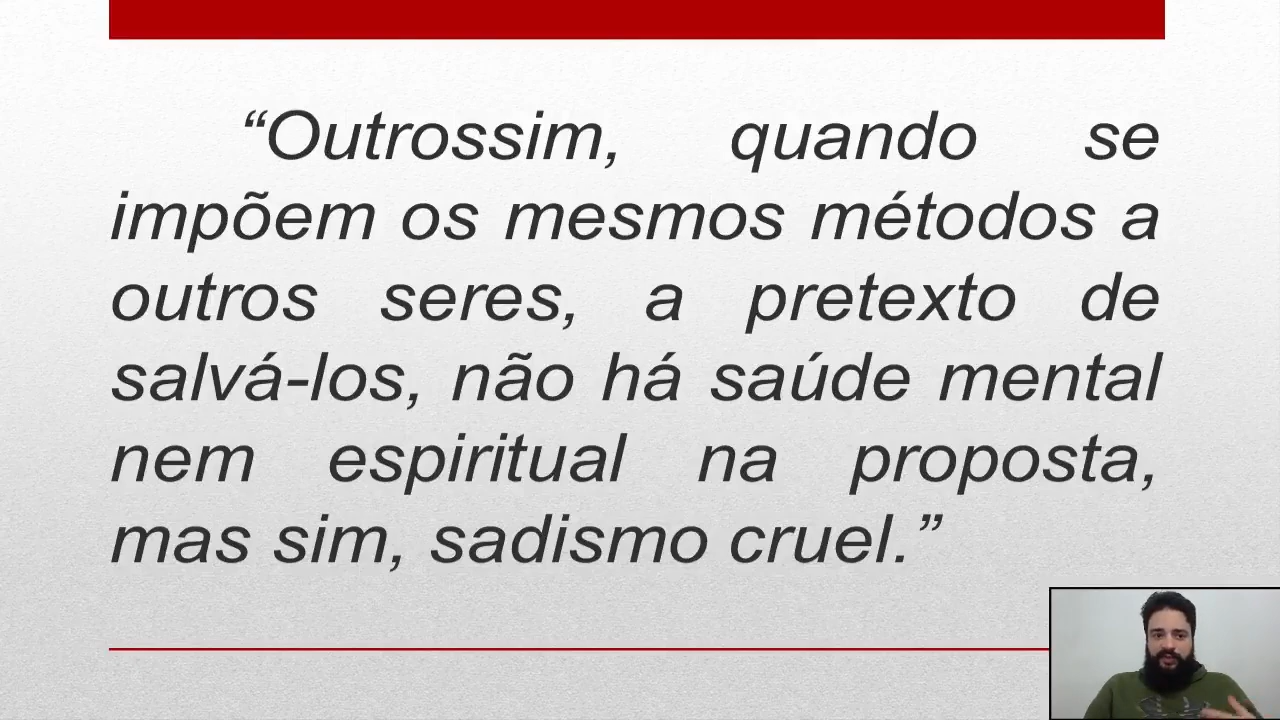 “Outrossim, quando se
impõem os mesmos métodos a
outros seres, a pretexto de
salvá-los, não há saúde mental
nem espiritual na proposta,
mas sim, sadismo cruel.”